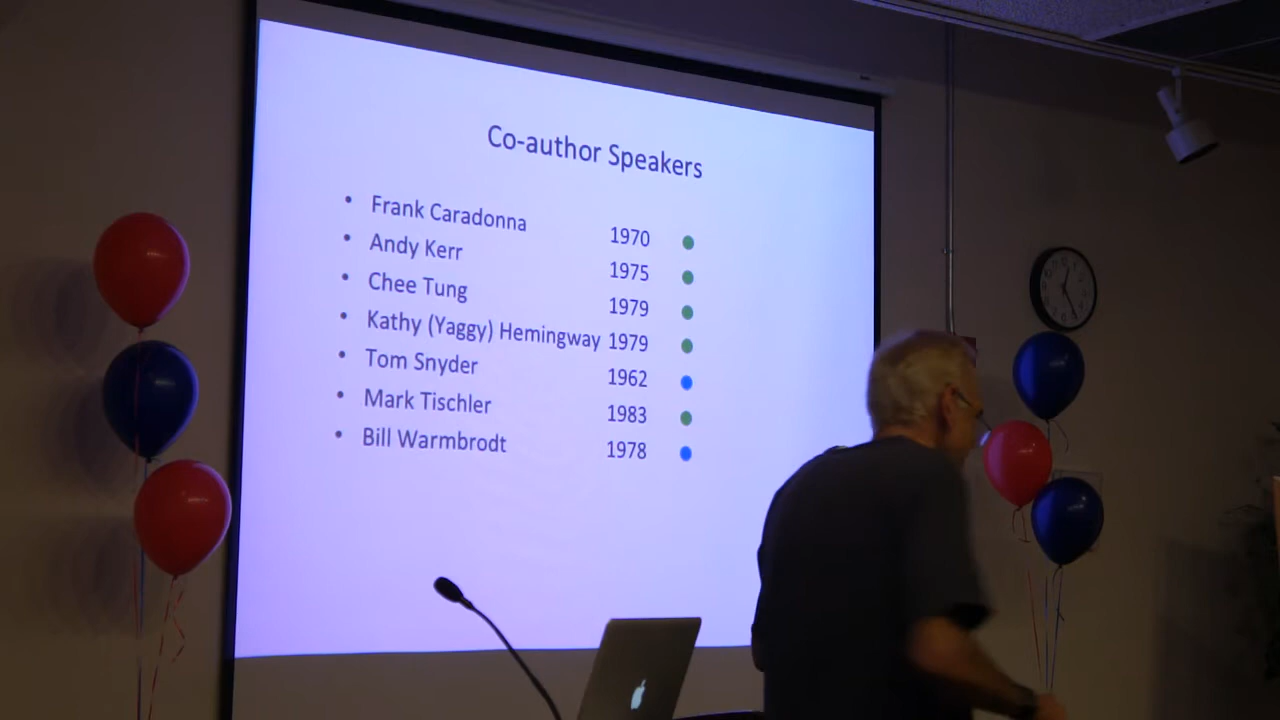 Co-author Speakers
• Frank Caradonna 1970
• Andy Kerr 1975
• Chee Tung 1979
• Kathy (Yaggy) Hemingway 1979
• Tom Snyder 1962
• Mark Tischler 1983
• Bill Warmbrodt 1978